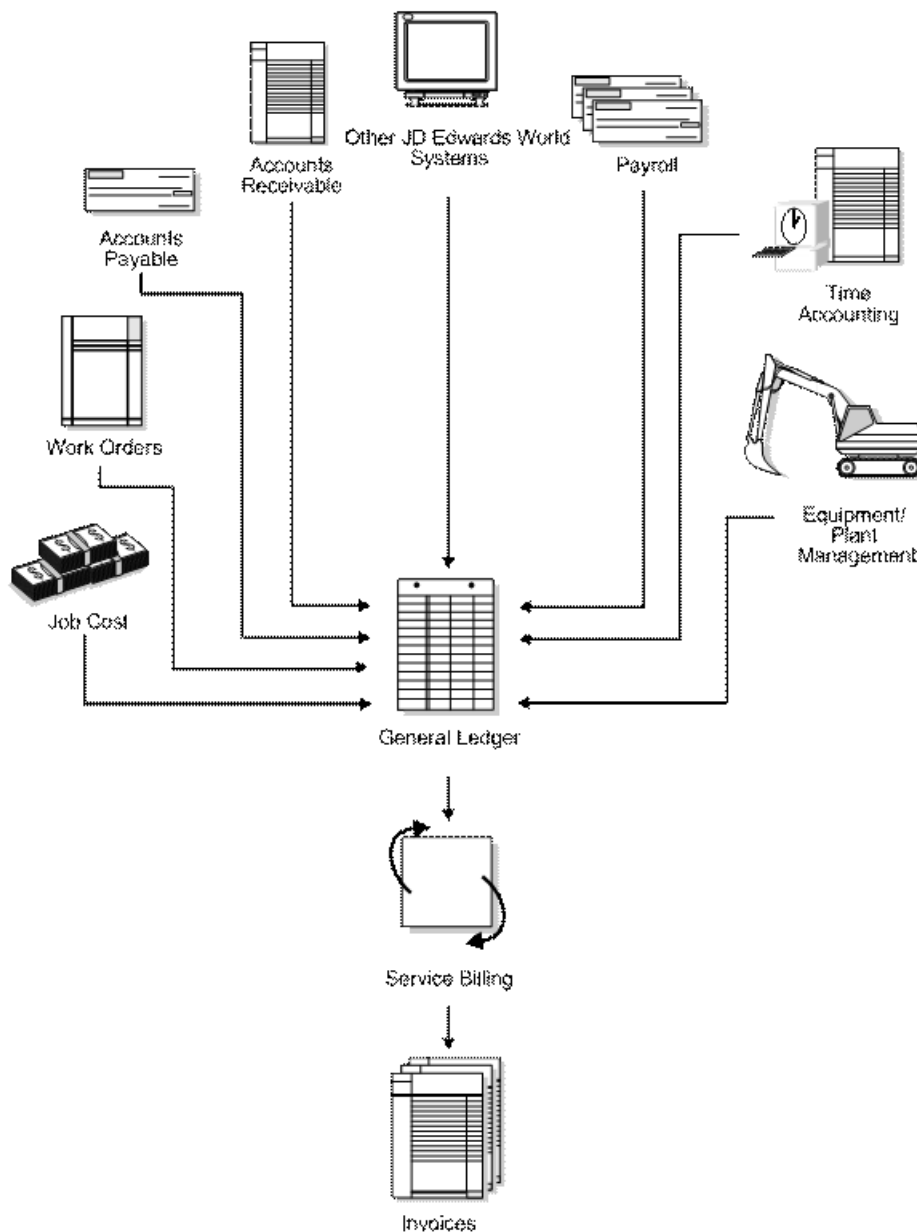 Other JD Edwards World
Systems
Accounts
Receivable
Payroll
Accounts
Payable
Time
Accounting
Work Orders
Equipment/
Plant
Management
Job Cost
General Ledger
Service Billing
Invoices